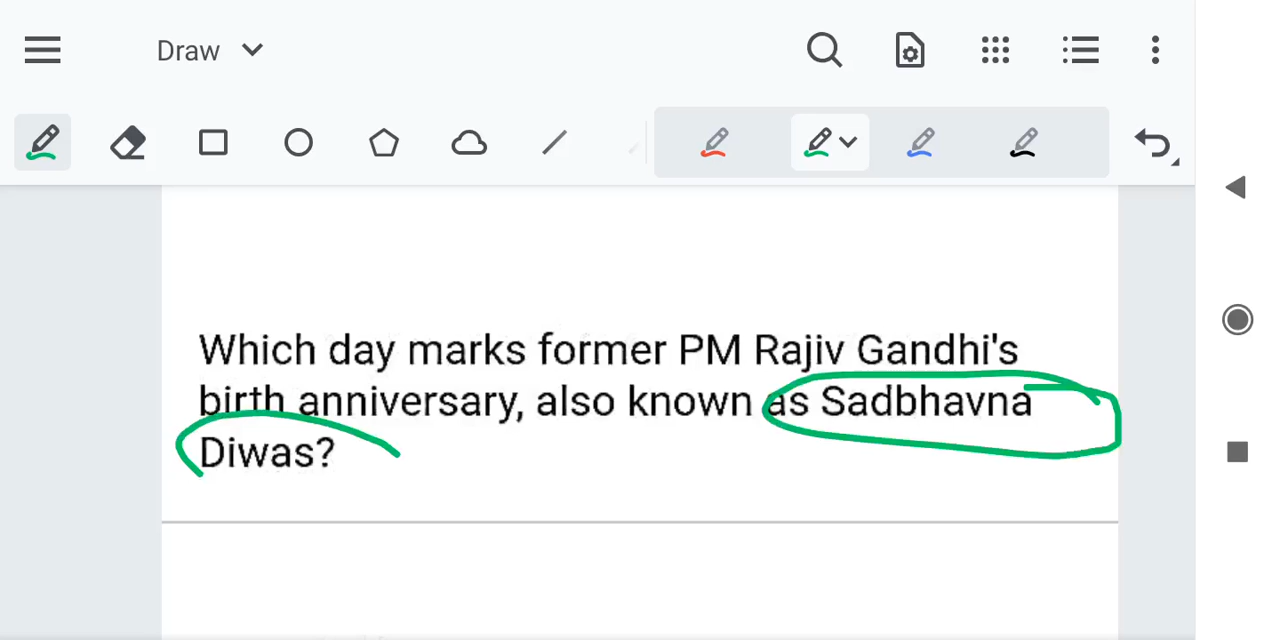 Draw
Which day marks former PM Rajiv Gandhi's
birth anniversary, also known as Sadbhavna
Diwas?